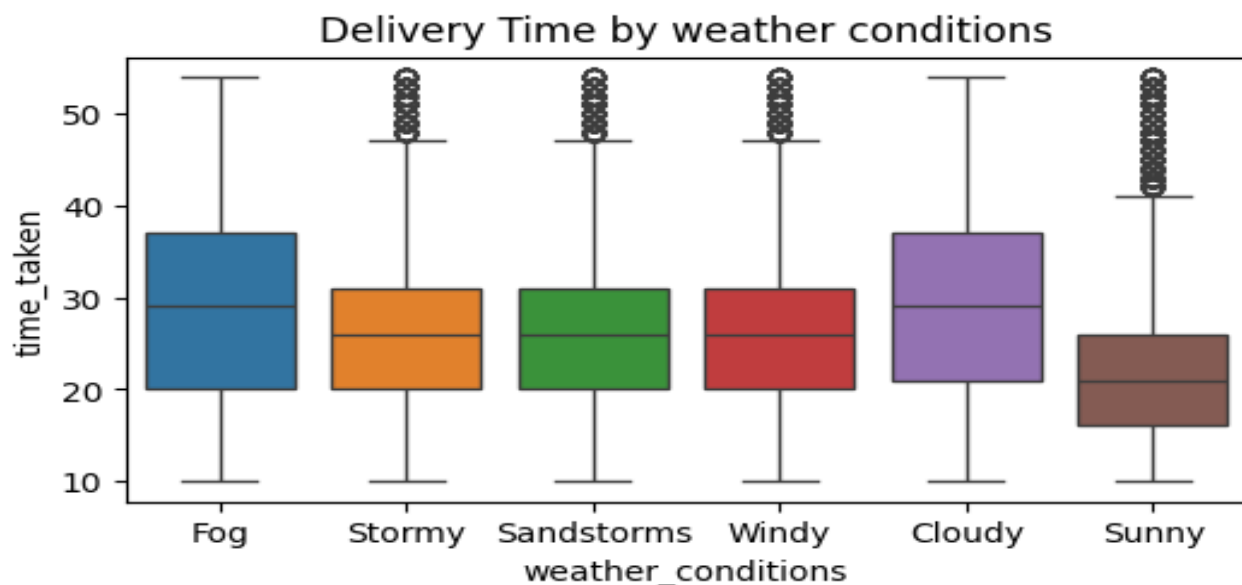 Delivery Time by weather conditions
time_taken
50
40
30
20
10
Fog Stormy Sandstorms Windy Cloudy Sunny
weather_conditions